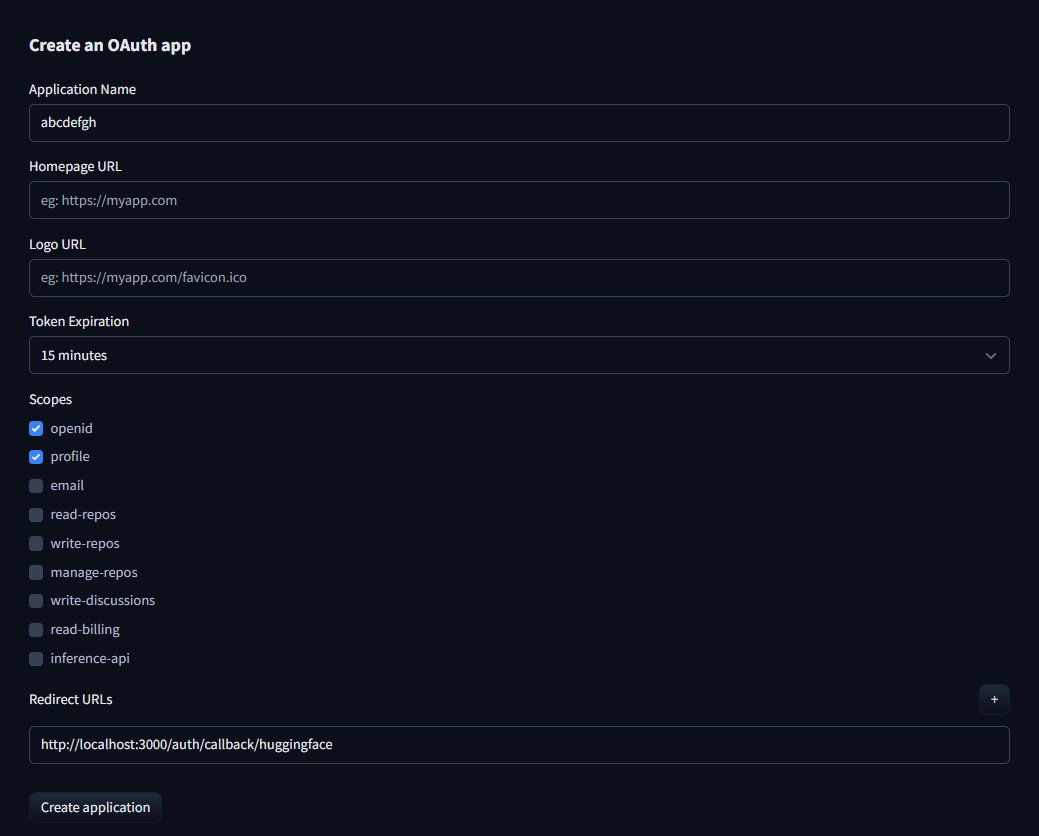 Create an OAuth app
Application Name
abcdefgh
Homepage URL
eg: https://myapp.com
Logo URL
eg: https://myapp.com/favicon.ico
Token Expiration
15 minutes
Scopes
openid
profile
email
read-repos
write-repos
manage-repos
write-discussions
read-billing
inference-api
Redirect URLs
+
http://localhost:3000/auth/callback/huggingface
Create application